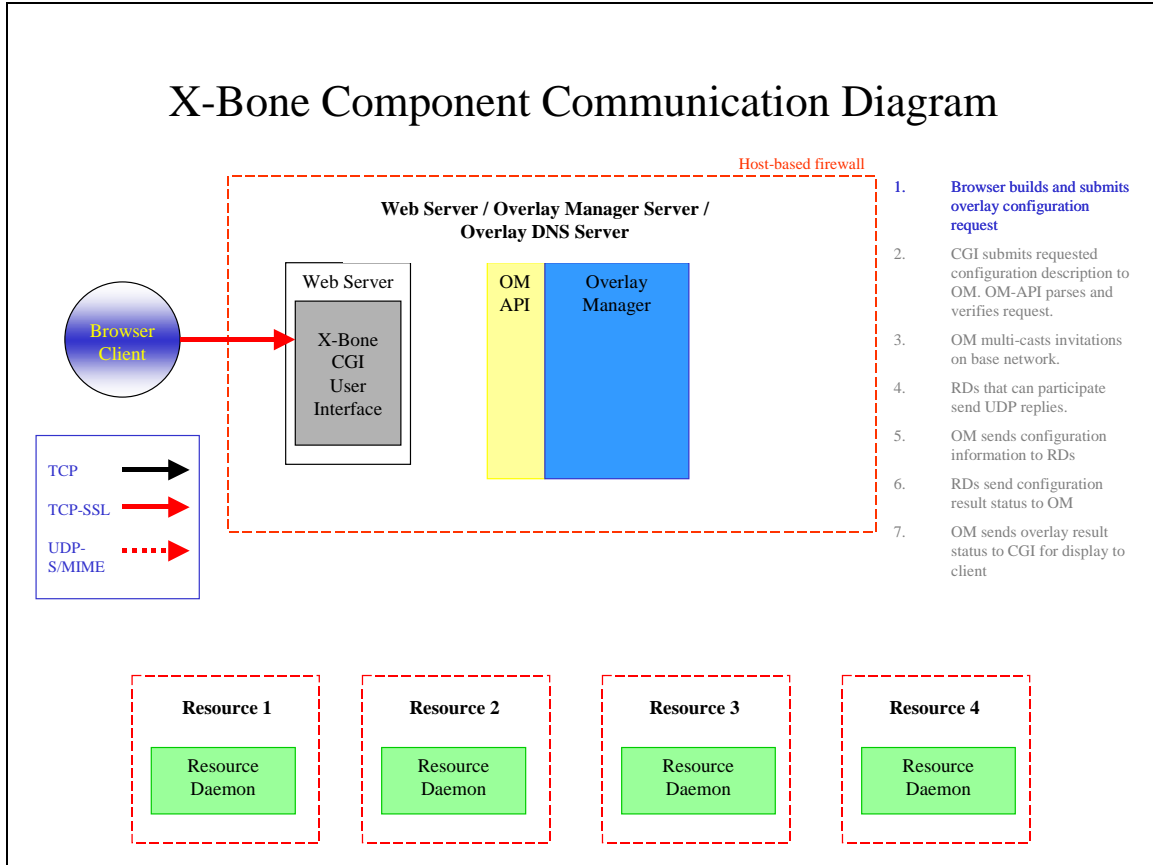 X-Bone Component Communication Diagram
Host-based firewall
Web Server / Overlay Manager Server /
Overlay DNS Server
Web Server
X-Bone
CGI
User
Interface
OM
API
Overlay
Manager
Browser
Client
TCP
TCP-SSL
UDP-
S/MIME
1. Browser builds and submits
overlay configuration
request
2. CGI submits requested
configuration description to
OM. OM-API parses and
verifies request.
3. OM multi-casts invitations
on base network.
4. RDs that can participate
send UDP replies.
5. OM sends configuration
information to RDs
6. RDs send configuration
result status to OM
7. OM sends overlay result
status to CGI for display to
client
Resource 1
Resource
Daemon
Resource 2
Resource
Daemon
Resource 3
Resource
Daemon
Resource 4
Resource
Daemon